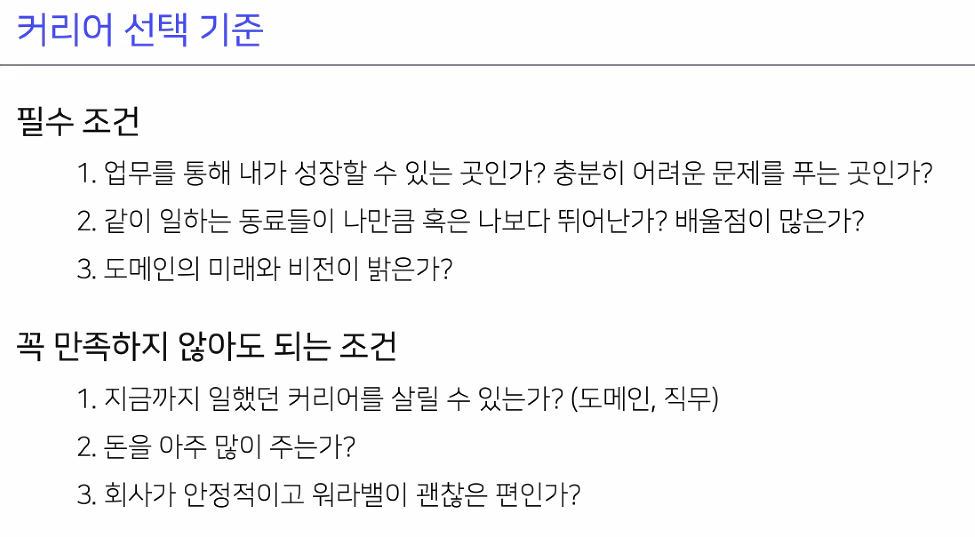 커리어 선택 기준
필수 조건
1. 업무를 통해 내가 성장할 수 있는 곳인가? 충분히 어려운 문제를 푸는 곳인가?
2. 같이 일하는 동료들이 나만큼 혹은 나보다 뛰어난가? 배울점이 많은가?
3. 도메인의 미래와 비전이 밝은가?
꼭 만족하지 않아도 되는 조건
1. 지금까지 일했던 커리어를 살릴 수 있는가? (도메인, 직무)
2. 돈을 아주 많이 주는가?
3. 회사가 안정적이고 워라밸이 괜찮은 편인가?